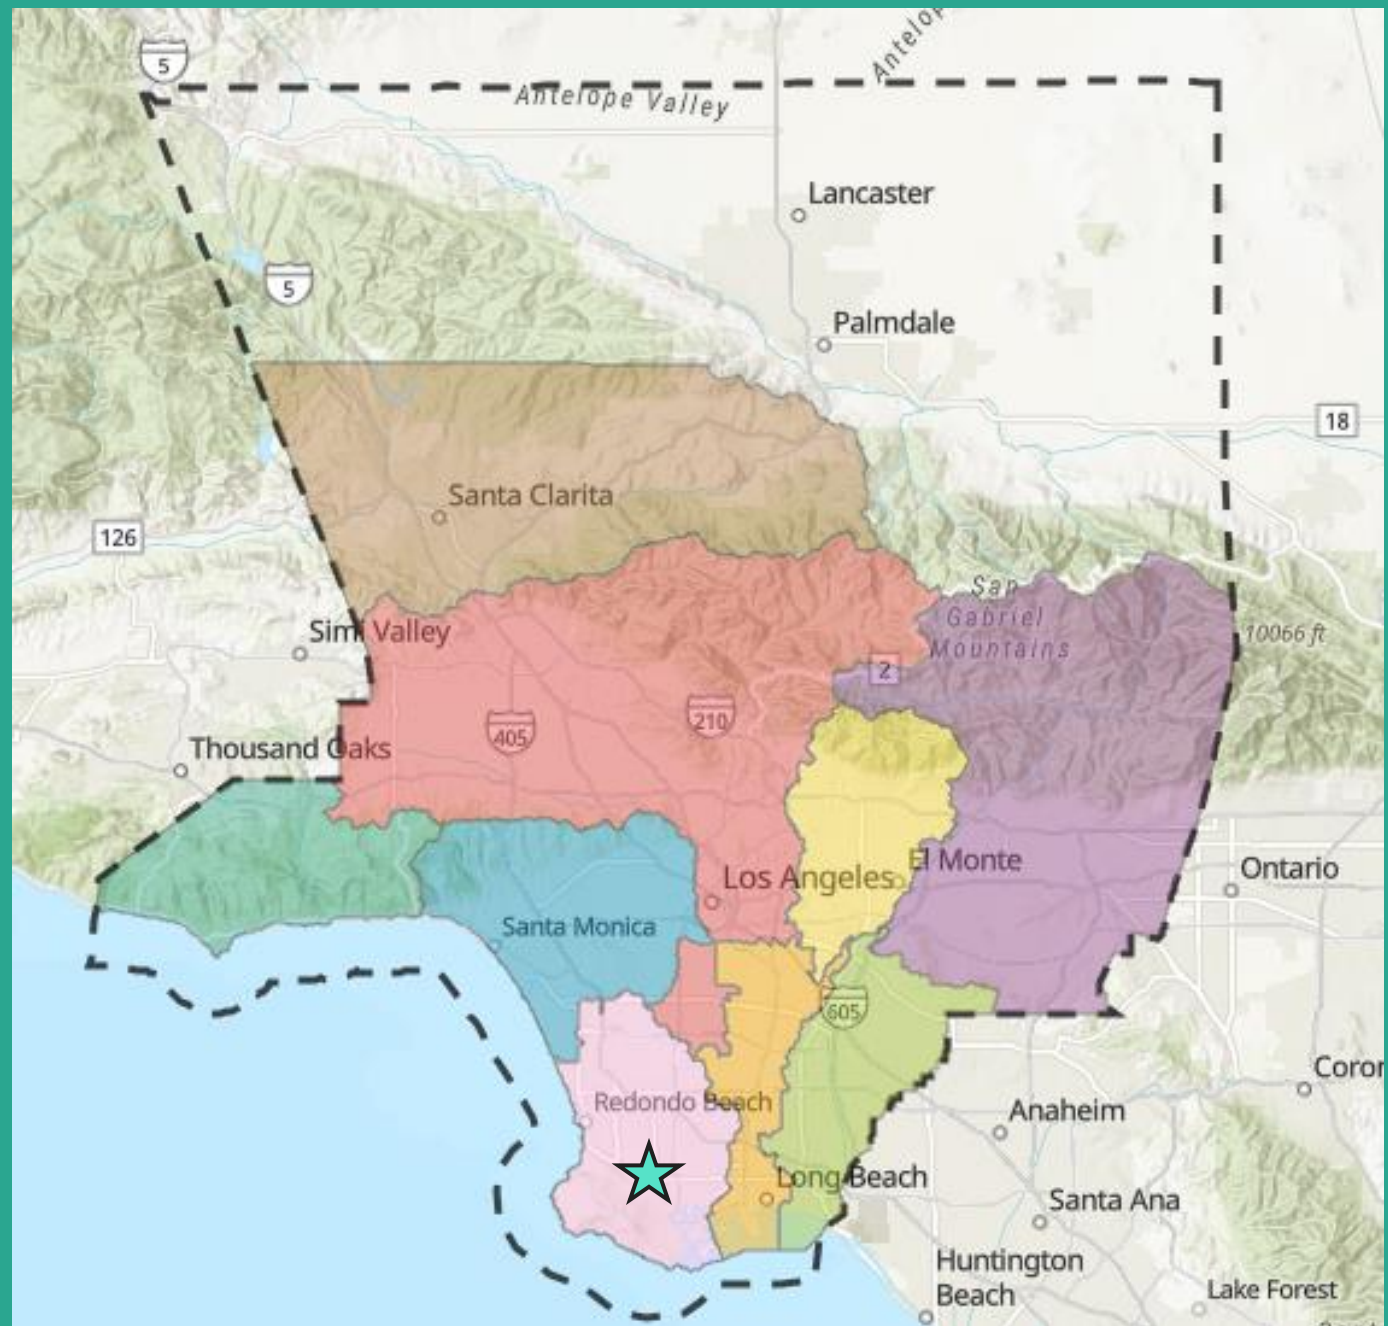 5
Antelop
Antelope Valley
Lancaster
5
Palmdale
18
Santa Clarita
126
San
Gabriel
Mountains
Simi Valley
10066 ft
2
210
405
Thousand Oaks
El Monte
Ontario
Los Angeles
Santa Monica
605
Coror
Redondo Beach
Anaheim
Long Beach
Santa Ana
Huntington
Beach
Lake Forest